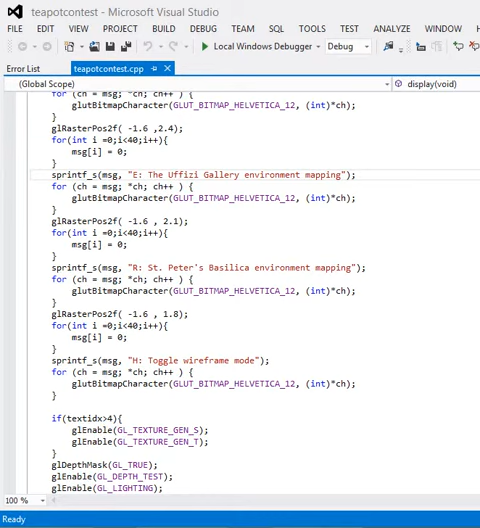 teapotcontest - Microsoft Visual Studio
FILE EDIT VIEW PROJECT BUILD DEBUG TEAM SQL TOOLS TEST ANALYZE WINDOW H
Local Windows Debugger Debug
Error List teapotcontest.cpp
(Global Scope) display(void)
for (ch = msg; *ch; ch++ ) {
glutBitmapCharacter(GLUT_BITMAP_HELVETICA_12, (int)*ch);
}
glRasterPos2f( -1.6 ,2.4);
for(int i =0;i<40;i++){
msg[i] = 0;
}
sprintf_s(msg, "E: The Uffizi Gallery environment mapping");
for (ch = msg; *ch; ch++ ) {
glutBitmapCharacter(GLUT_BITMAP_HELVETICA_12, (int)*ch);
}
glRasterPos2f( -1.6 , 2.1);
for(int i =0;i<40;i++){
msg[i] = 0;
}
sprintf_s(msg, "R: St. Peter's Basilica environment mapping");
for (ch = msg; *ch; ch++ ) {
glutBitmapCharacter(GLUT_BITMAP_HELVETICA_12, (int)*ch);
}
glRasterPos2f( -1.6 , 1.8);
for(int i =0;i<40;i++){
msg[i] = 0;
}
sprintf_s(msg, "H: Toggle wireframe mode");
for (ch = msg; *ch; ch++ ) {
glutBitmapCharacter(GLUT_BITMAP_HELVETICA_12, (int)*ch);
}
if(textidx>4){
glEnable(GL_TEXTURE_GEN_S);
glEnable(GL_TEXTURE_GEN_T);
}
glDepthMask(GL_TRUE);
glEnable(GL_DEPTH_TEST);
glEnable(GL_LIGHTING);
100 %
Ready